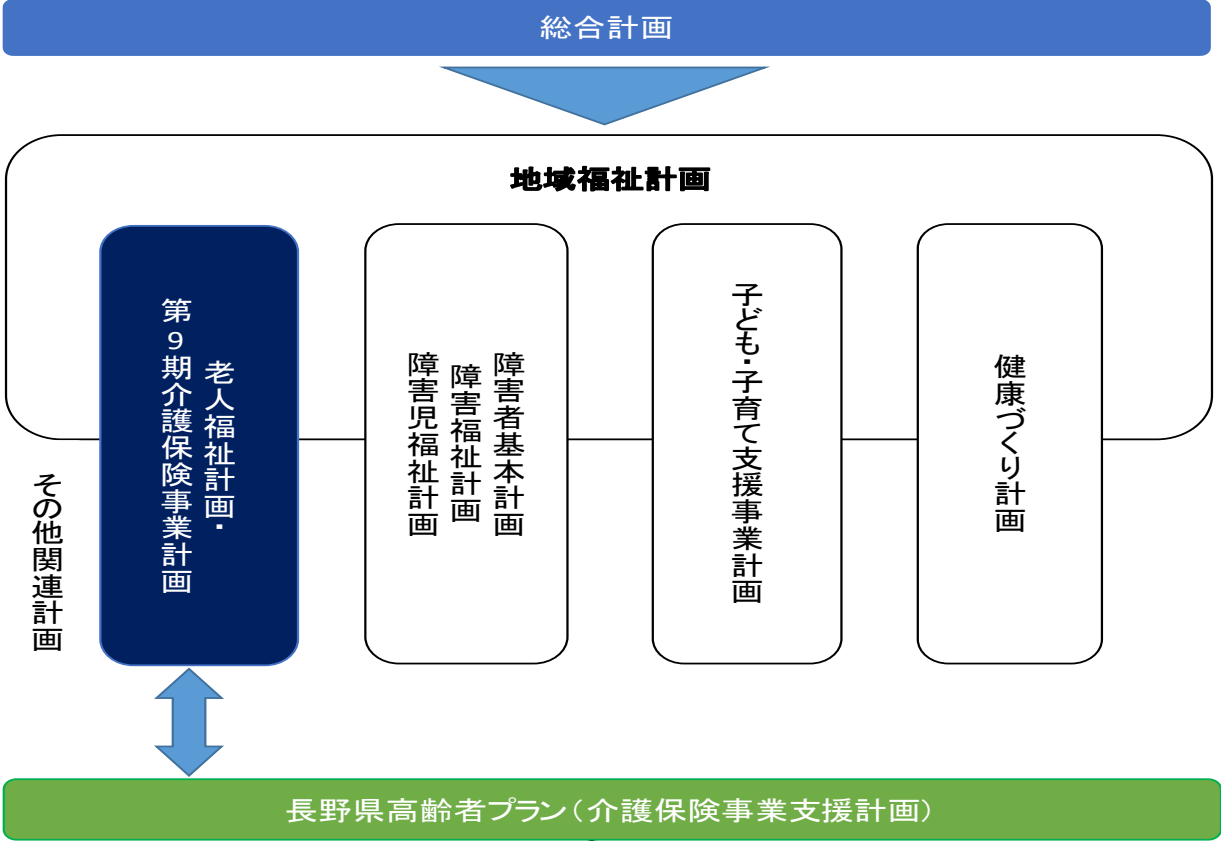 総合計画
地域福祉計画
老人福祉計画・
第9期介護保険事業計画
障害者基本計画
障害福祉計画
障害児福祉計画
子ども・子育て支援事業計画
健康づくり計画
その他関連計画
長野県高齢者プラン（介護保険事業支援計画）